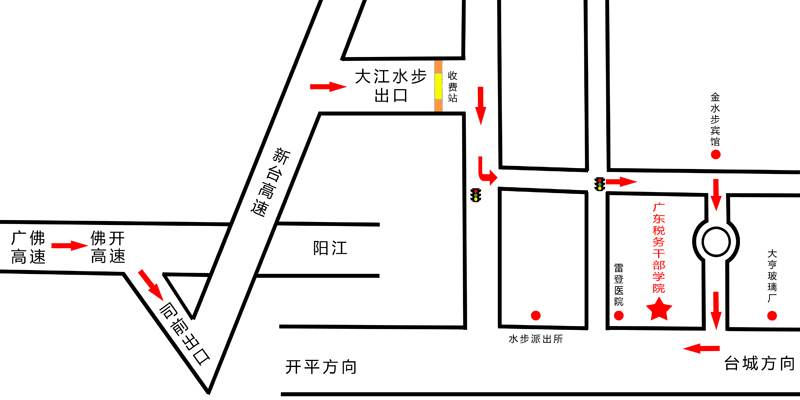 大江水步
出口
收费站
金水步宾馆
新台高速
广佛
高速
佛开
高速
阳江
司前出口
广东税务干部学院
雷登医院
大亨玻璃厂
水步派出所
开平方向
台城方向